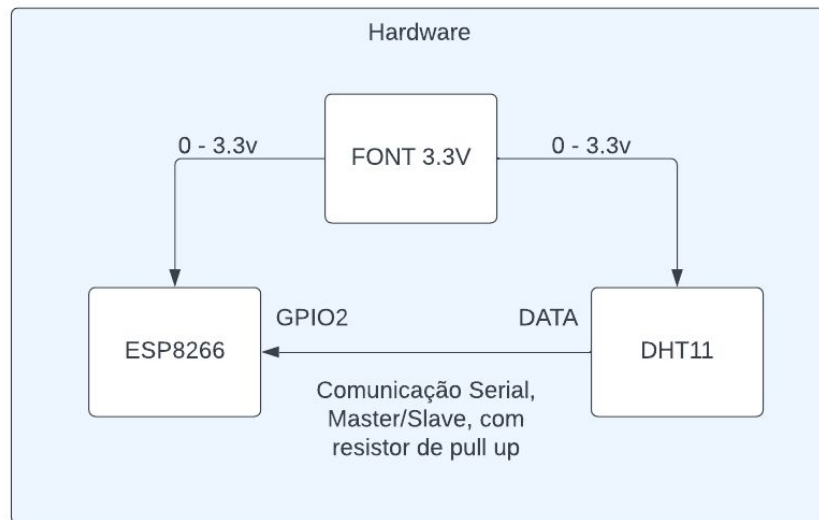 Hardware
0 - 3.3v
FONT 3.3V
0 - 3.3v
ESP8266
GPIO2
DATA
DHT11
Comunicação Serial,
Master/Slave, com
resistor de pull up